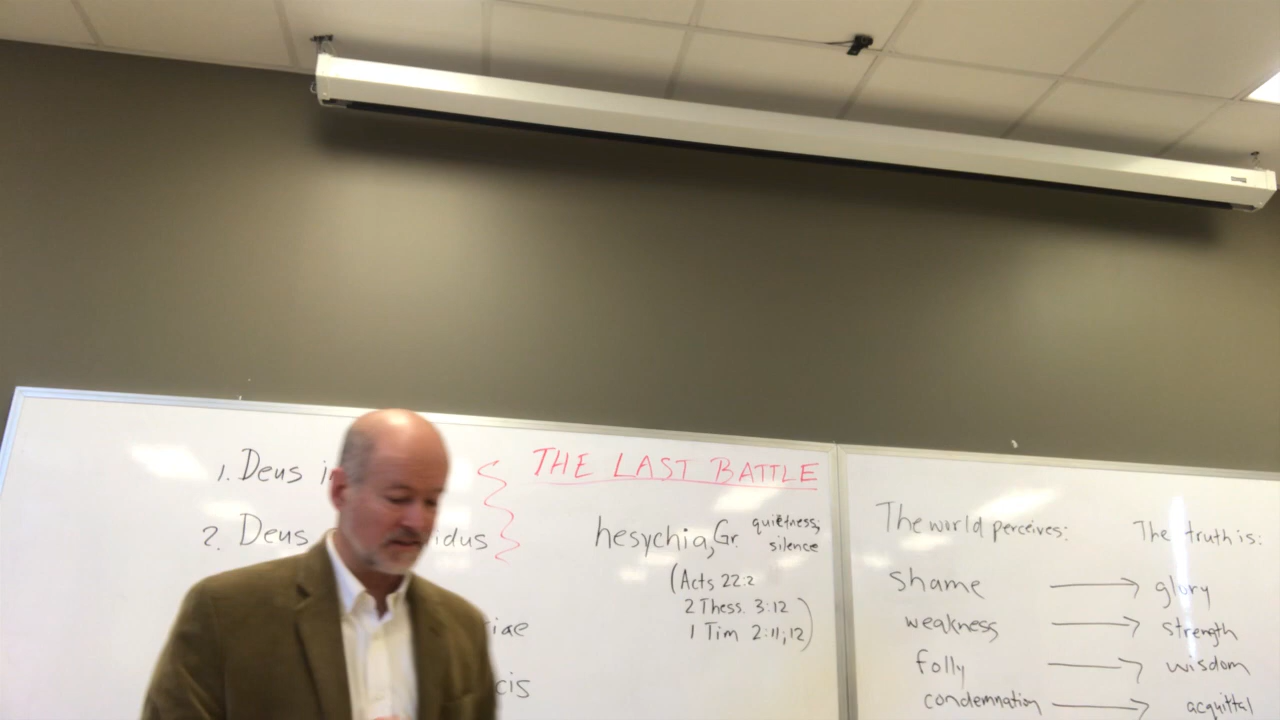 1. Deus i
2. Deus idus
tiae
cis
THE LAST BATTLE
hesychia, Gr. quietness;
silence
(Acts 22:2
2 Thess. 3:12
1 Tim 2:11,12)
The world perceives: The truth is:
shame → glory
weakness → strength
folly → wisdom
condemnation → acquittal